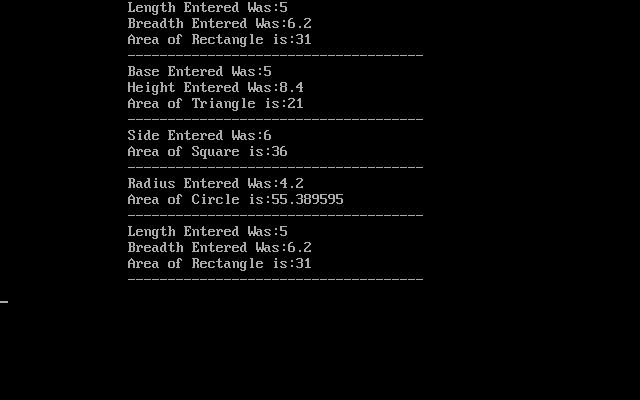 Length Entered Was:5
Breadth Entered Was:6.2
Area of Rectangle is:31
-------------------------------------
Base Entered Was:5
Height Entered Was:8.4
Area of Triangle is:21
-------------------------------------
Side Entered Was:6
Area of Square is:36
-------------------------------------
Radius Entered Was:4.2
Area of Circle is:55.389595
-------------------------------------
Length Entered Was:5
Breadth Entered Was:6.2
Area of Rectangle is:31
-------------------------------------